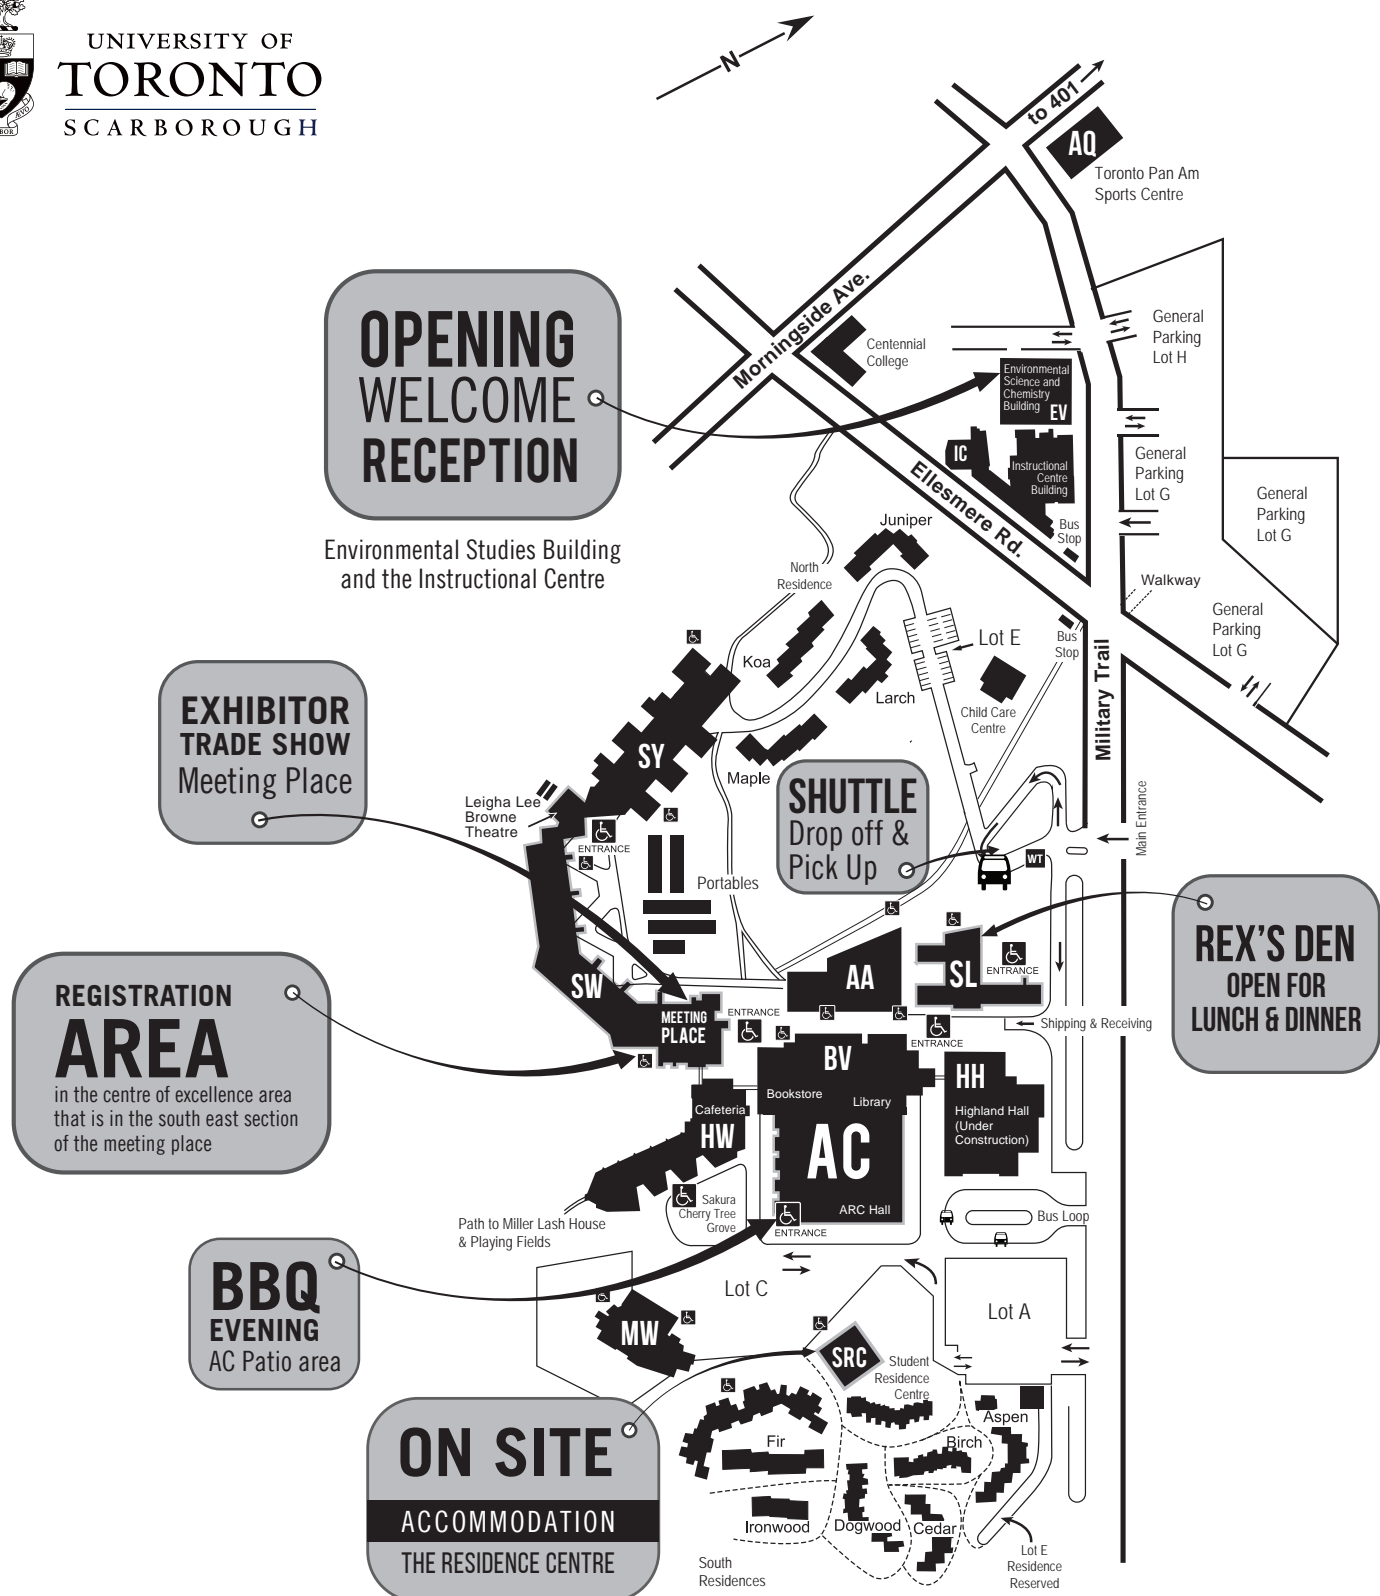 UNIVERSITY OF
TORONTO
SCARBOROUGH
N
to 401
AQ
Toronto Pan Am
Sports Centre
OPENING
WELCOME
RECEPTION
Environmental Studies Building
and the Instructional Centre
Morningside Ave.
Centennial
College
General
Parking
Lot H
Environmental
Science and
Chemistry
Building
EV
IC
Instructional
Centre
Building
General
Parking
Lot G
General
Parking
Lot G
Ellesmere Rd.
Bus
Stop
Juniper
North
Residence
Walkway
General
Parking
Lot G
Lot E
Bus
Stop
Koa
Larch
Child Care
Centre
Military Trail
EXHIBITOR
TRADE SHOW
Meeting Place
SY
Maple
Leigha Lee
Browne
Theatre
ENTRANCE
SHUTTLE
Drop off &
Pick Up
Main Entrance
WT
Portables
REX'S DEN
OPEN FOR
LUNCH & DINNER
REGISTRATION
AREA
in the centre of excellence area
that is in the south east section
of the meeting place
SW
MEETING
PLACE
ENTRANCE
AA
SL
ENTRANCE
Shipping & Receiving
ENTRANCE
BV
Bookstore
Library
HH
Highland Hall
(Under
Construction)
Cafeteria
HW
AC
ARC Hall
Sakura
Cherry Tree
Grove
ENTRANCE
Path to Miller Lash House
& Playing Fields
Bus Loop
BBQ
EVENING
AC Patio area
Lot C
Lot A
MW
SRC
Student
Residence
Centre
ON SITE
ACCOMMODATION
THE RESIDENCE CENTRE
Fir
Aspen
Birch
Ironwood
Dogwood
Cedar
South
Residences
Lot E
Residence
Reserved